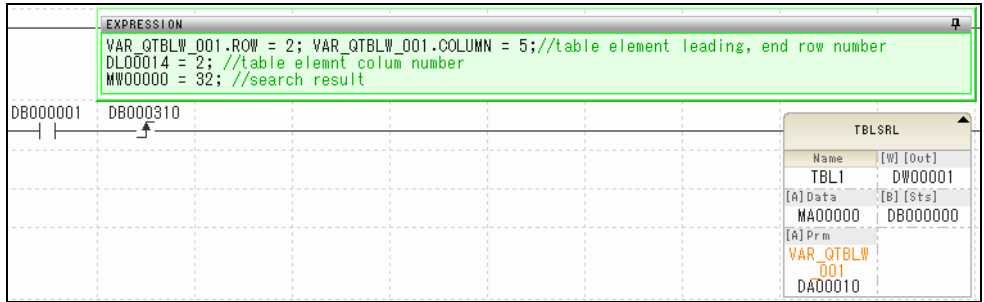 EXPRESSION
VAR_QTBLW_001.ROW = 2; VAR_QTBLW_001.COLUMN = 5;//table element leading, end row number
DL00014 = 2; //table elemnt colum number
MW00000 = 32; //search result
DB000001 DB000310
TBLSRL
Name [W][Out]
TBL1 DW00001
[A]Data [B][Sts]
MA00000 DB000000
[A]Prm
VAR_QTBLW
_001
DA00010